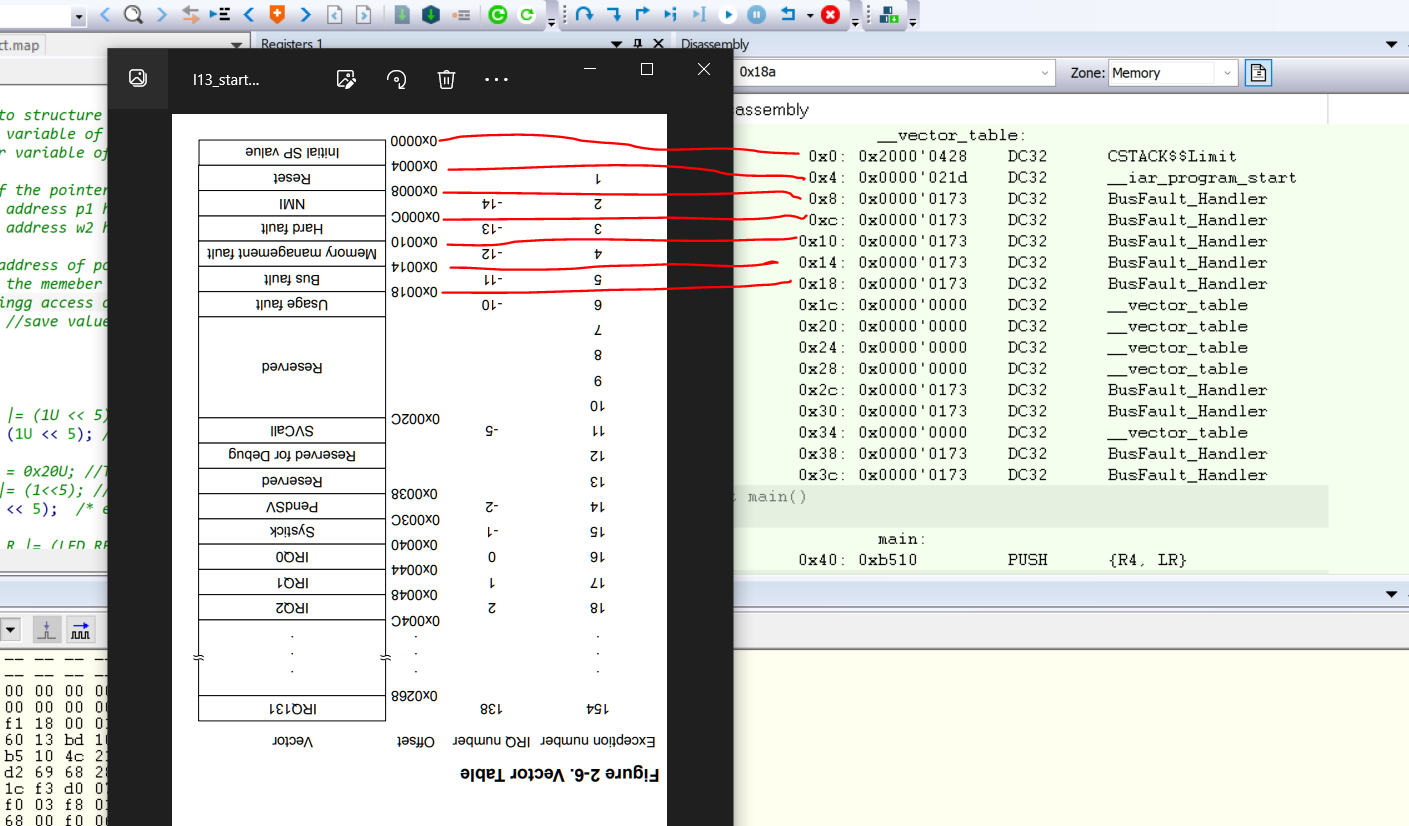 ct.map
Registers 1
Disassembly
l13_start...
0x18a
Zone: Memory
assembly
to structure
variable of
r variable of
f the pointer
address p1 h
address w2 h
address of po
the memeber
ingg access
//save value
|= (1U << 5)
(1U << 5); /
= 0x20U; //T
|= (1<<5); //
<< 5); /* e
R |= (LED RE
Initial SP value 0x0000
Reset 0x0004 1
NMI 0x0008 -14 2
Hard fault 0x000C -13 3
Memory management fault 0x0010 -12 4
Bus fault 0x0014 -11 5
Usage fault 0x0018 -10 6
7
Reserved 8
9
10
SVCall 0x002C -5 11
Reserved for Debug 12
Reserved 13
PendSV 0x0038 -2 14
Systick 0x003C -1 15
IRQ0 0x0040 0 16
IRQ1 0x0044 1 17
IRQ2 0x0048 2 18
0x004C
. . .
. . .
. . .
0x0268
IRQ131 138 154
Vector Offset IRQ number Exception number
Figure 2-6. Vector Table
__vector_table:
0x0: 0x2000'0428 DC32 CSTACK$$Limit
0x4: 0x0000'021d DC32 __iar_program_start
0x8: 0x0000'0173 DC32 BusFault_Handler
0xc: 0x0000'0173 DC32 BusFault_Handler
0x10: 0x0000'0173 DC32 BusFault_Handler
0x14: 0x0000'0173 DC32 BusFault_Handler
0x18: 0x0000'0173 DC32 BusFault_Handler
0x1c: 0x0000'0000 DC32 __vector_table
0x20: 0x0000'0000 DC32 __vector_table
0x24: 0x0000'0000 DC32 __vector_table
0x28: 0x0000'0000 DC32 __vector_table
0x2c: 0x0000'0173 DC32 BusFault_Handler
0x30: 0x0000'0173 DC32 BusFault_Handler
0x34: 0x0000'0000 DC32 __vector_table
0x38: 0x0000'0173 DC32 BusFault_Handler
0x3c: 0x0000'0173 DC32 BusFault_Handler
main()
main:
0x40: 0xb510 PUSH {R4, LR}
-- -- -- --
-- -- -- --
00 00 00
00 00 00
f1 18 00
60 13 bd
b5 10 4c
d2 69 68
1c f3 d0
f0 03 f8
68 00 f0